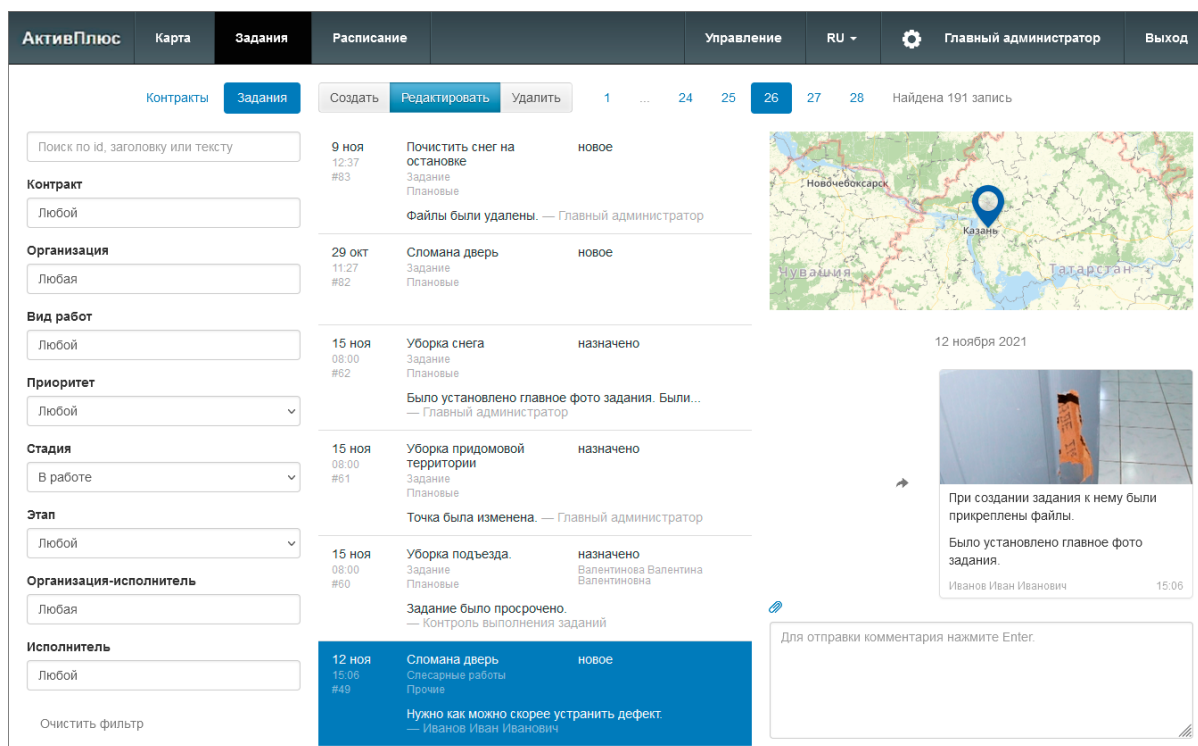 АктивПлюс Карта Задания Расписание Управление RU Главный администратор Выход
Контракты Задания
Создать Редактировать Удалить 1 ... 24 25 26 27 28 Найдена 191 запись
Поиск по id, заголовку или тексту
Контракт
Любой
Организация
Любая
Вид работ
Любой
Приоритет
Любой
Стадия
В работе
Этап
Любой
Организация-исполнитель
Любая
Исполнитель
Любой
Очистить фильтр
9 ноя Почистить снег на новое
12:37 остановке
#83 Задание
Плановые
Файлы были удалены. — Главный администратор
29 окт Сломана дверь новое
11:27 Задание
#82 Плановые
15 ноя Уборка снега назначено
08:00 Задание
#62 Плановые
Было установлено главное фото задания. Были...
— Главный администратор
15 ноя Уборка придомовой назначено
08:00 территории
#61 Задание
Плановые
Точка была изменена. — Главный администратор
15 ноя Уборка подъезда. назначено
08:00 Задание Валентинова Валентина
#60 Плановые Валентиновна
Задание было просрочено.
— Контроль выполнения заданий
12 ноя Сломана дверь новое
15:06 Слесарные работы
#49 Прочие
Нужно как можно скорее устранить дефект.
— Иванов Иван Иванович
Новочебоксарск
Казань
Чувашия Татарстан
12 ноября 2021
При создании задания к нему были
прикреплены файлы.
Было установлено главное фото
задания.
Иванов Иван Иванович 15:06
Для отправки комментария нажмите Enter.